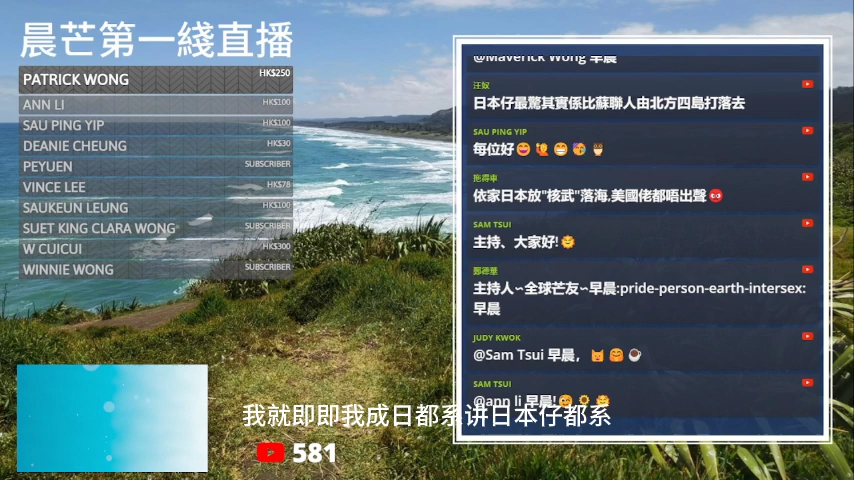 晨芒第一綫直播
PATRICK WONG HK$250
ANN LI HK$100
SAU PING YIP HK$100
DEANIE CHEUNG HK$30
PEYUEN SUBSCRIBER
VINCE LEE HK$78
SAUKEUN LEUNG HK$100
SUET KING CLARA WONG SUBSCRIBER
W CUICUI HK$300
WINNIE WONG SUBSCRIBER
@Maverick Wong 早晨
汪奴
日本仔最驚其實係比蘇聯人由北方四島打落去
SAU PING YIP
每位好
拖得車
依家日本放"核武"落海,美國佬都唔出聲
SAM TSUI
主持、大家好!
鄭德華
主持人~全球芒友~早晨:pride-person-earth-intersex:
早晨
JUDY KWOK
@Sam Tsui 早晨，
SAM TSUI
@ann li 早晨!
我就即即我成日都系讲日本仔都系
581